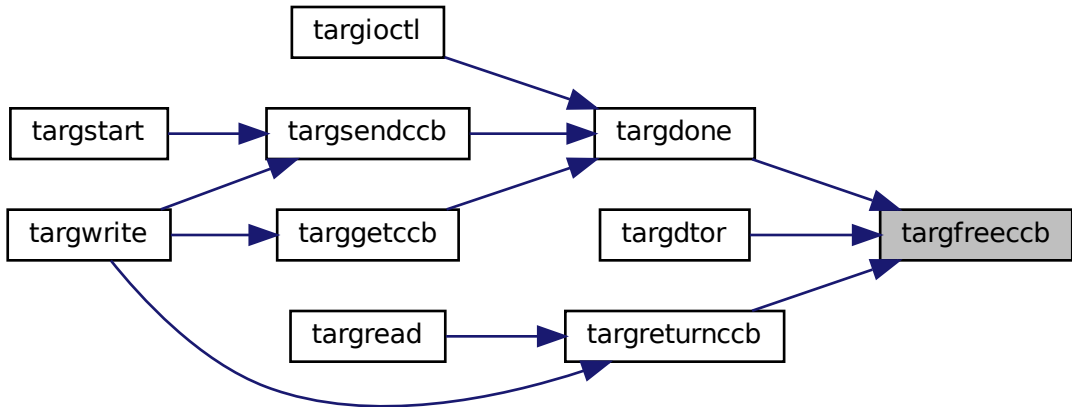 targioctl
targstart
targsendccb
targdone
targwrite
targgetccb
targdtor
targfreeccb
targread
targreturnccb